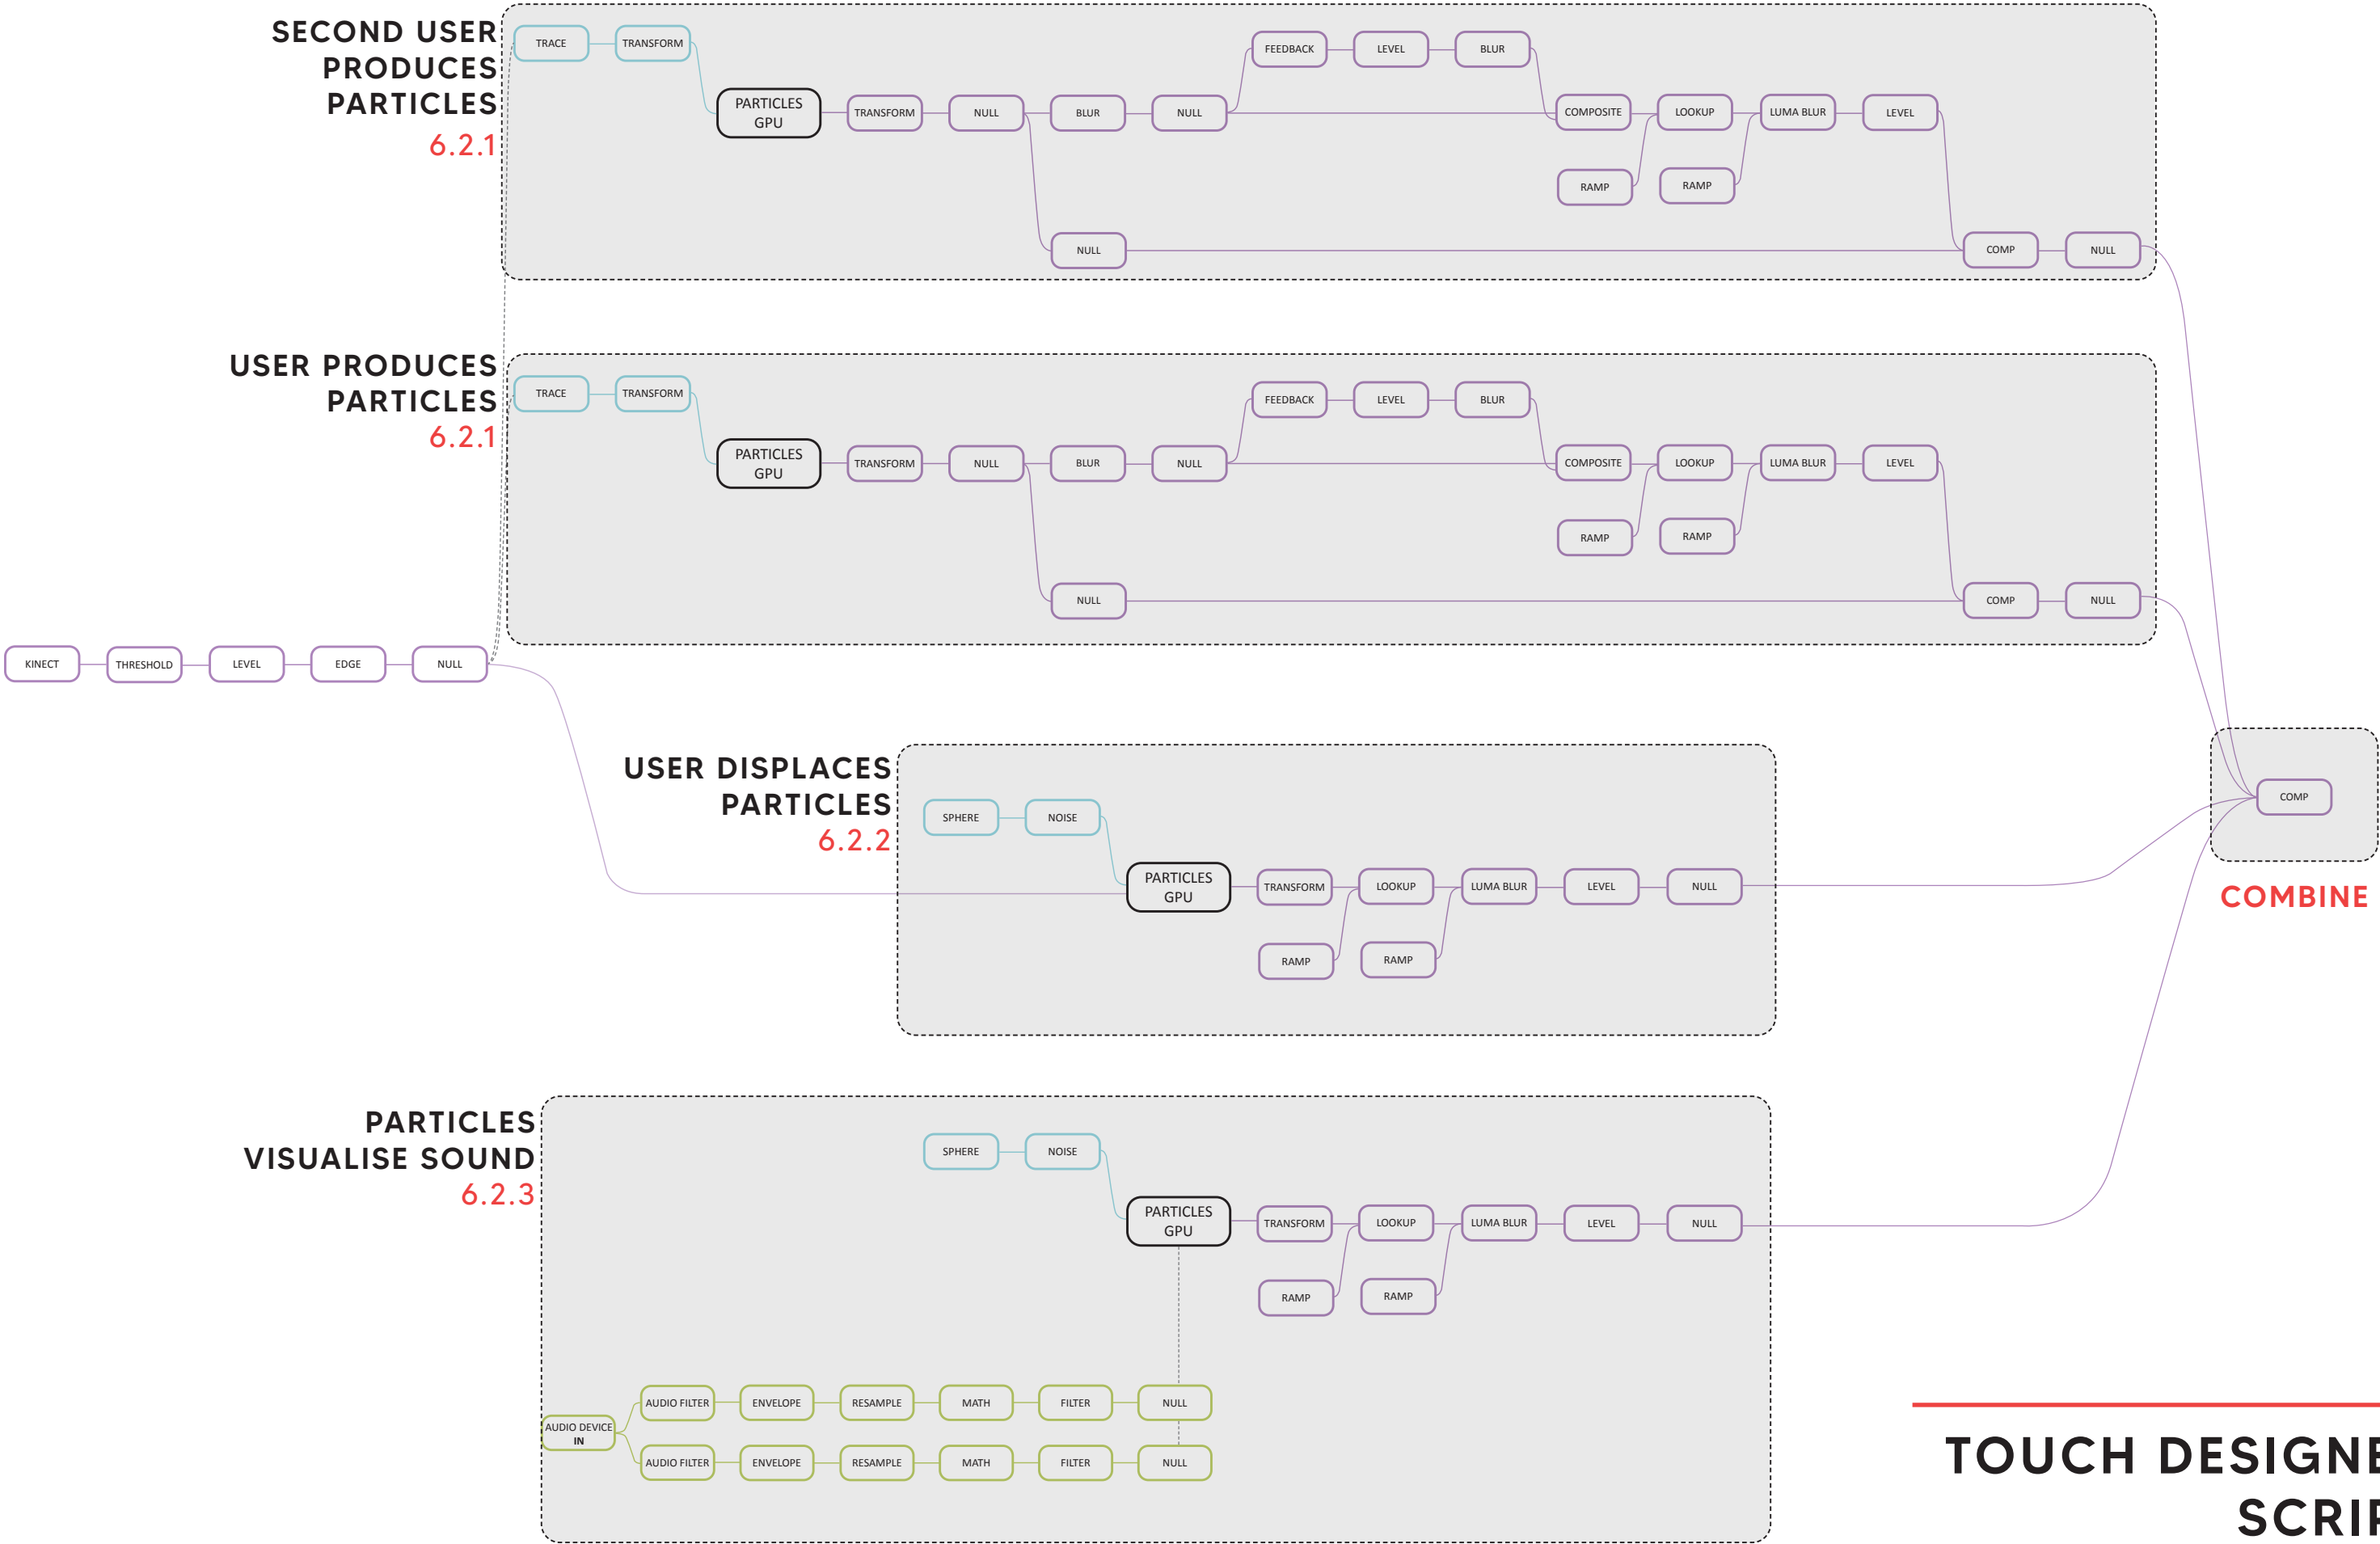 SECOND USER
PRODUCES
PARTICLES
6.2.1
TRACE
TRANSFORM
PARTICLES
GPU
TRANSFORM
NULL
BLUR
NULL
FEEDBACK
LEVEL
BLUR
COMPOSITE
LOOKUP
LUMA BLUR
LEVEL
RAMP
RAMP
NULL
COMP
NULL
USER PRODUCES
PARTICLES
6.2.1
TRACE
TRANSFORM
PARTICLES
GPU
TRANSFORM
NULL
BLUR
NULL
FEEDBACK
LEVEL
BLUR
COMPOSITE
LOOKUP
LUMA BLUR
LEVEL
RAMP
RAMP
NULL
COMP
NULL
KINECT
THRESHOLD
LEVEL
EDGE
NULL
USER DISPLACES
PARTICLES
6.2.2
SPHERE
NOISE
PARTICLES
GPU
TRANSFORM
LOOKUP
LUMA BLUR
LEVEL
NULL
RAMP
RAMP
COMP
COMBINE
PARTICLES
VISUALISE SOUND
6.2.3
SPHERE
NOISE
PARTICLES
GPU
TRANSFORM
LOOKUP
LUMA BLUR
LEVEL
NULL
RAMP
RAMP
AUDIO DEVICE
IN
AUDIO FILTER
ENVELOPE
RESAMPLE
MATH
FILTER
NULL
AUDIO FILTER
ENVELOPE
RESAMPLE
MATH
FILTER
NULL
TOUCH DESIGNE
SCRIP